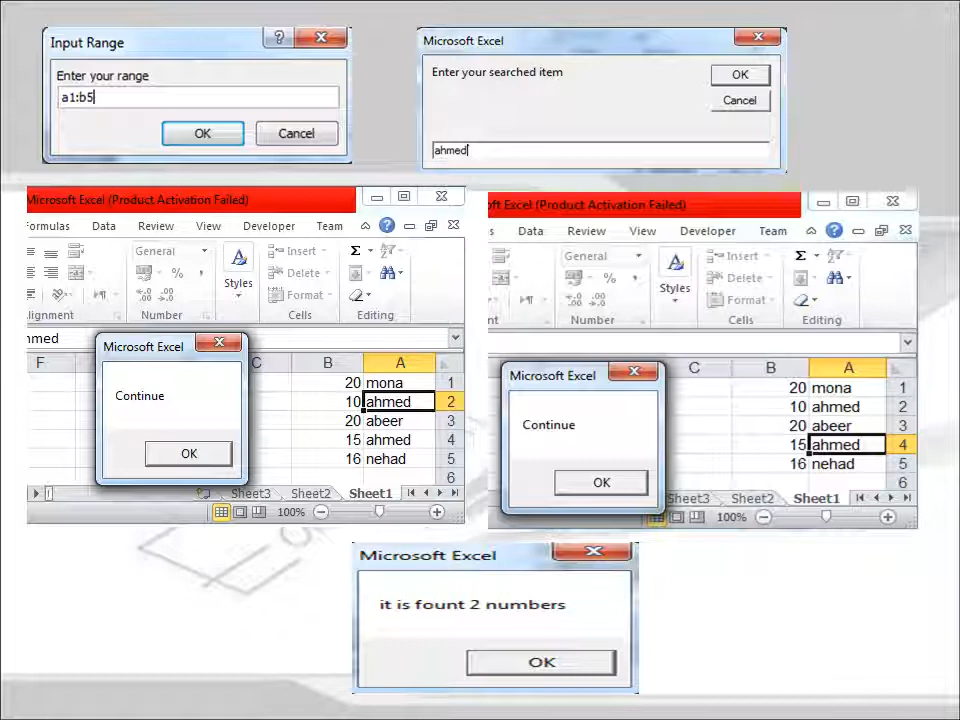 Input Range
Enter your range
a1:b5
OK
Cancel
Microsoft Excel
Enter your searched item
OK
Cancel
ahmed
Microsoft Excel (Product Activation Failed)
Formulas Data Review View Developer Team
General
Insert
Delete
Format
Styles
lignment Number Cells Editing
hmed
Microsoft Excel
Continue
OK
F C B A
20 mona 1
10 ahmed 2
20 abeer 3
15 ahmed 4
16 nehad 5
6
Sheet3 Sheet2 Sheet1
100%
oft Excel (Product Activation Failed)
s Data Review View Developer Team
General
Insert
Delete
Format
Styles
nt Number Cells Editing
Microsoft Excel
Continue
OK
C B A
20 mona 1
10 ahmed 2
20 abeer 3
15 ahmed 4
16 nehad 5
6
heet3 Sheet2 Sheet1
100%
Microsoft Excel
it is fount 2 numbers
OK